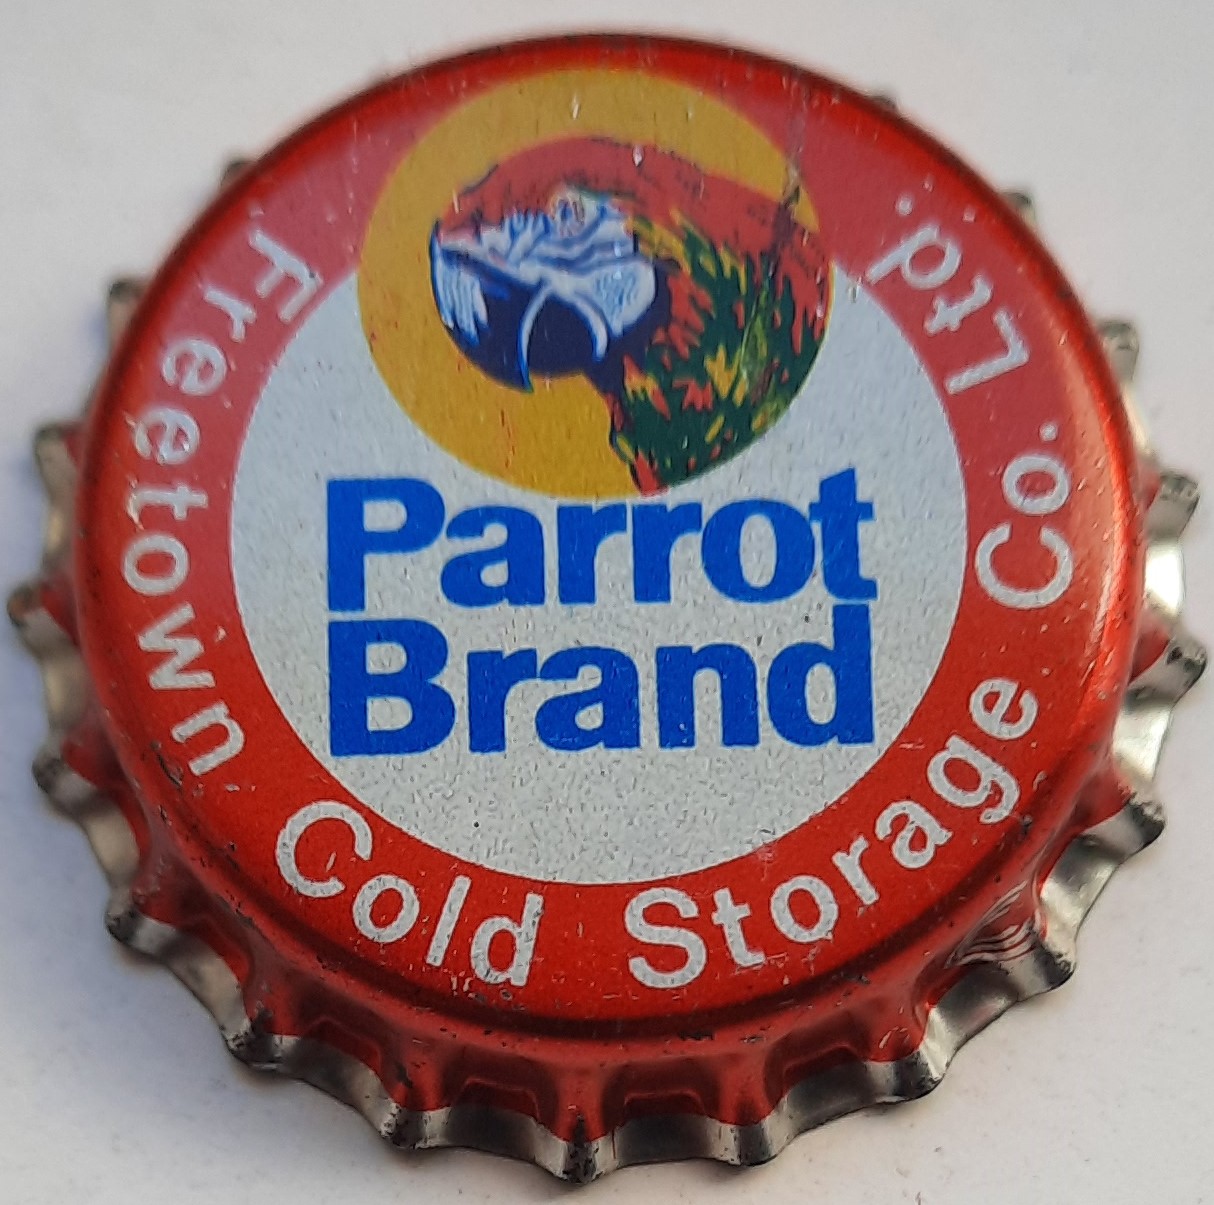 Parrot
Brand
Freetown Cold Storage Co. Ltd.